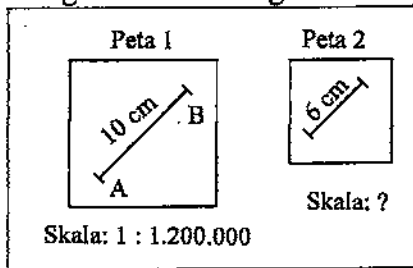 Peta 1
Peta 2
10 cm
B
A
6 cm
Skala: ?
Skala: 1 : 1.200.000